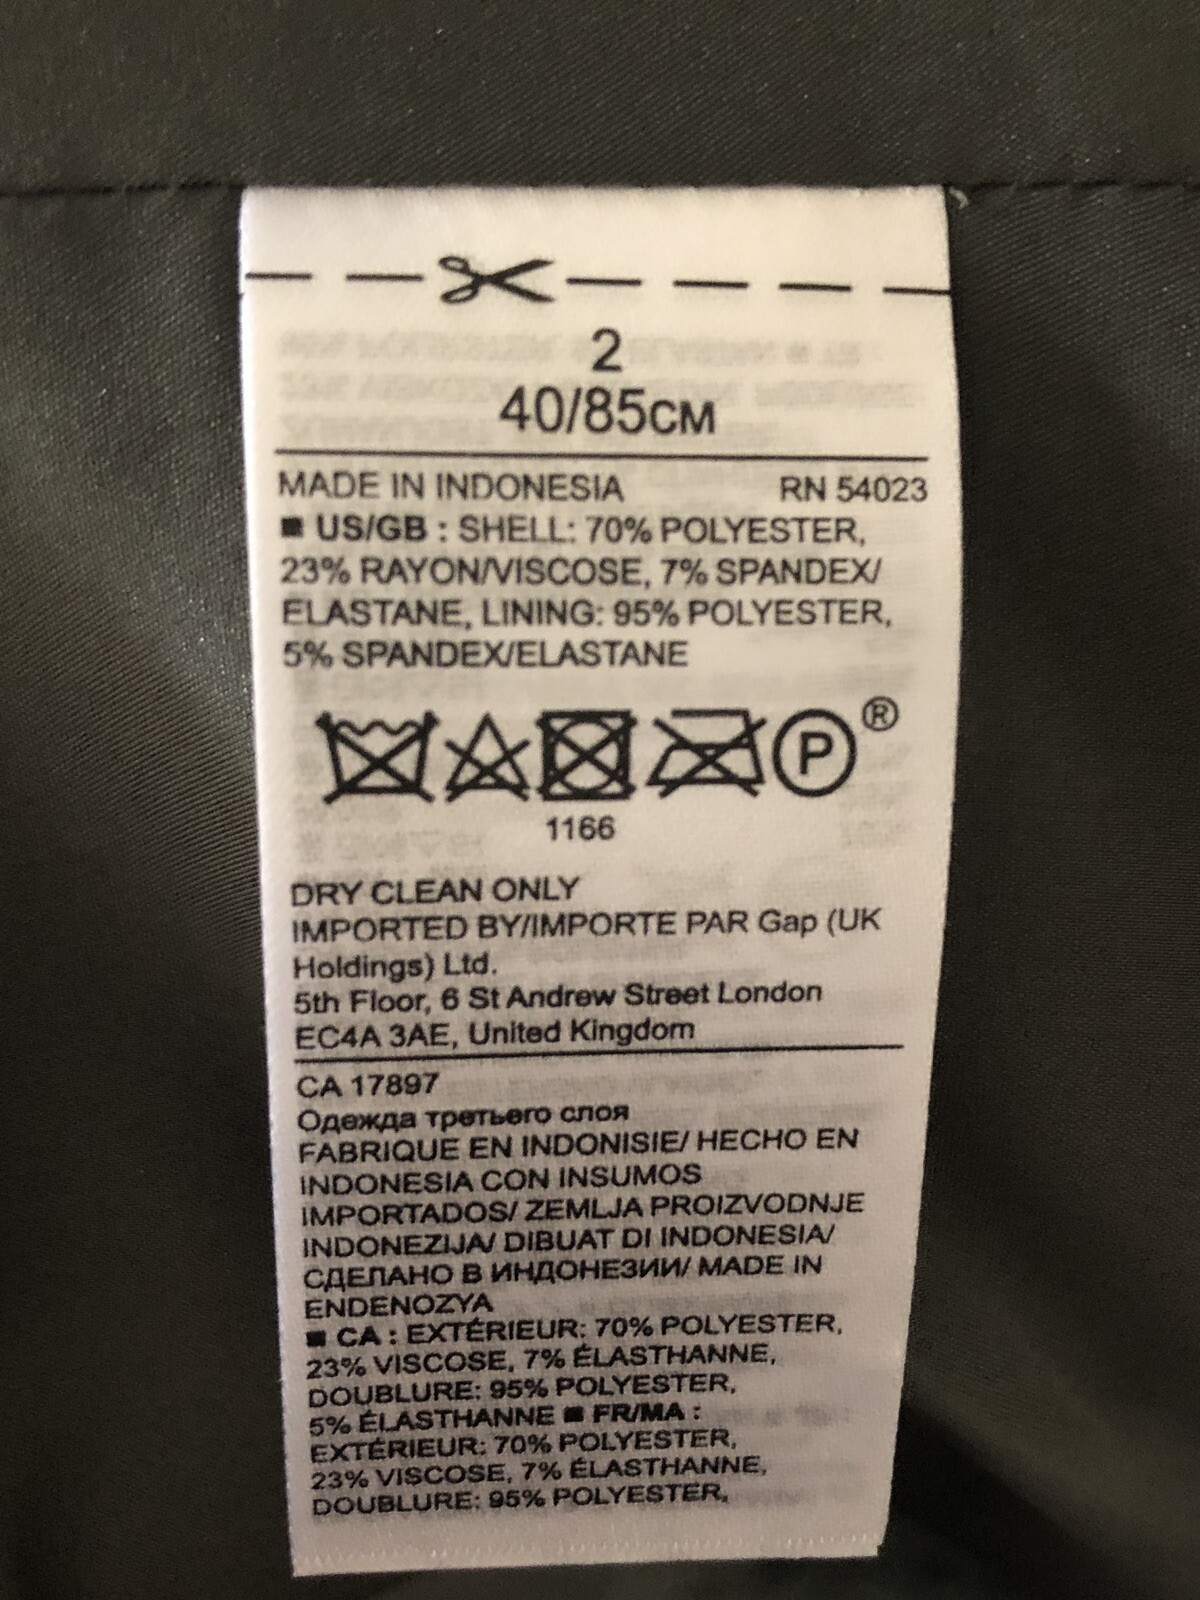 2
40/85CM
MADE IN INDONESIA RN 54023
■ US/GB : SHELL: 70% POLYESTER,
23% RAYON/VISCOSE, 7% SPANDEX/
ELASTANE, LINING: 95% POLYESTER,
5% SPANDEX/ELASTANE
P ®
1166
DRY CLEAN ONLY
IMPORTED BY/IMPORTE PAR Gap (UK
Holdings) Ltd.
5th Floor, 6 St Andrew Street London
EC4A 3AE, United Kingdom
CA 17897
Одежда третьего слоя
FABRIQUE EN INDONISIE/ HECHO EN
INDONESIA CON INSUMOS
IMPORTADOS/ ZEMLJA PROIZVODNJE
INDONEZIJA/ DIBUAT DI INDONESIA/
СДЕЛАНО В ИНДОНЕЗИИ/ MADE IN
ENDENOZYA
■ CA : EXTÉRIEUR: 70% POLYESTER,
23% VISCOSE, 7% ÉLASTHANNE,
DOUBLURE: 95% POLYESTER,
5% ÉLASTHANNE ■ FR/MA :
EXTÉRIEUR: 70% POLYESTER,
23% VISCOSE, 7% ÉLASTHANNE,
DOUBLURE: 95% POLYESTER,